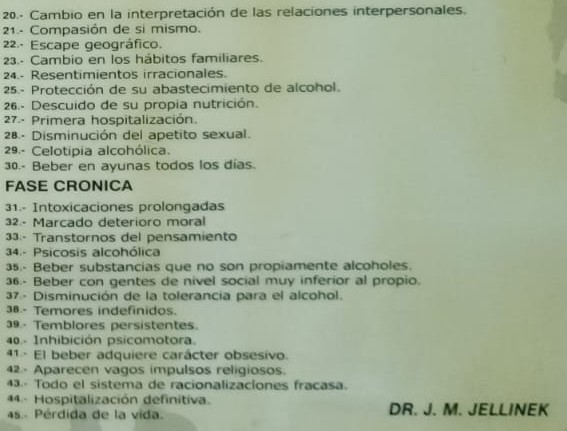 20.- Cambio en la interpretación de las relaciones interpersonales.
21.- Compasión de si mismo.
22.- Escape geográfico.
23.- Cambio en los hábitos familiares.
24.- Resentimientos irracionales.
25.- Protección de su abastecimiento de alcohol.
26.- Descuido de su propia nutrición.
27.- Primera hospitalización.
28.- Disminución del apetito sexual.
29.- Celotipia alcohólica.
30.- Beber en ayunas todos los días.
FASE CRONICA
31.- Intoxicaciones prolongadas
32.- Marcado deterioro moral
33.- Transtornos del pensamiento
34.- Psicosis alcohólica
35.- Beber substancias que no son propiamente alcoholes.
36.- Beber con gentes de nivel social muy inferior al propio.
37.- Disminución de la tolerancia para el alcohol.
38.- Temores indefinidos.
39.- Temblores persistentes.
40.- Inhibición psicomotora.
41.- El beber adquiere carácter obsesivo.
42.- Aparecen vagos impulsos religiosos.
43.- Todo el sistema de racionalizaciones fracasa.
44.- Hospitalización definitiva.
45.- Pérdida de la vida.
DR. J. M. JELLINEK